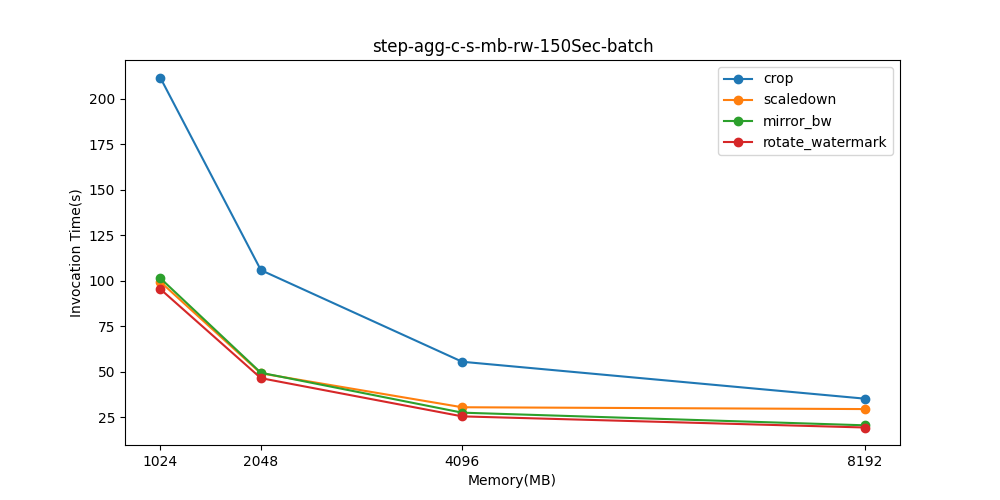 step-agg-c-s-mb-rw-150Sec-batch
crop
scaledown
mirror_bw
rotate_watermark
Invocation Time(s)
200
175
150
125
100
75
50
25
1024 2048 4096 8192
Memory(MB)